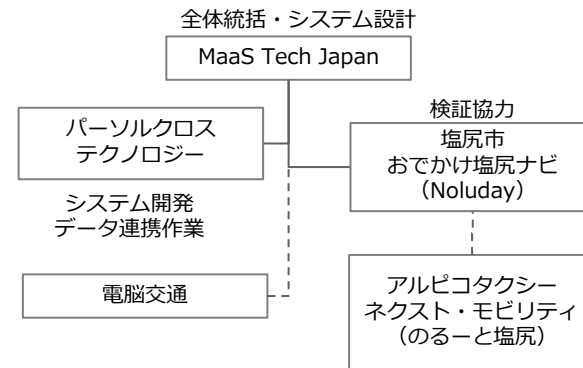 全体統括・システム設計
MaaS Tech Japan
パーソルクロス
テクノロジー
システム開発
データ連携作業
電脳交通
検証協力
塩尻市
おでかけ塩尻ナビ
（Noluday）
アルピコタクシー
ネクスト・モビリティ
（のるーと塩尻）